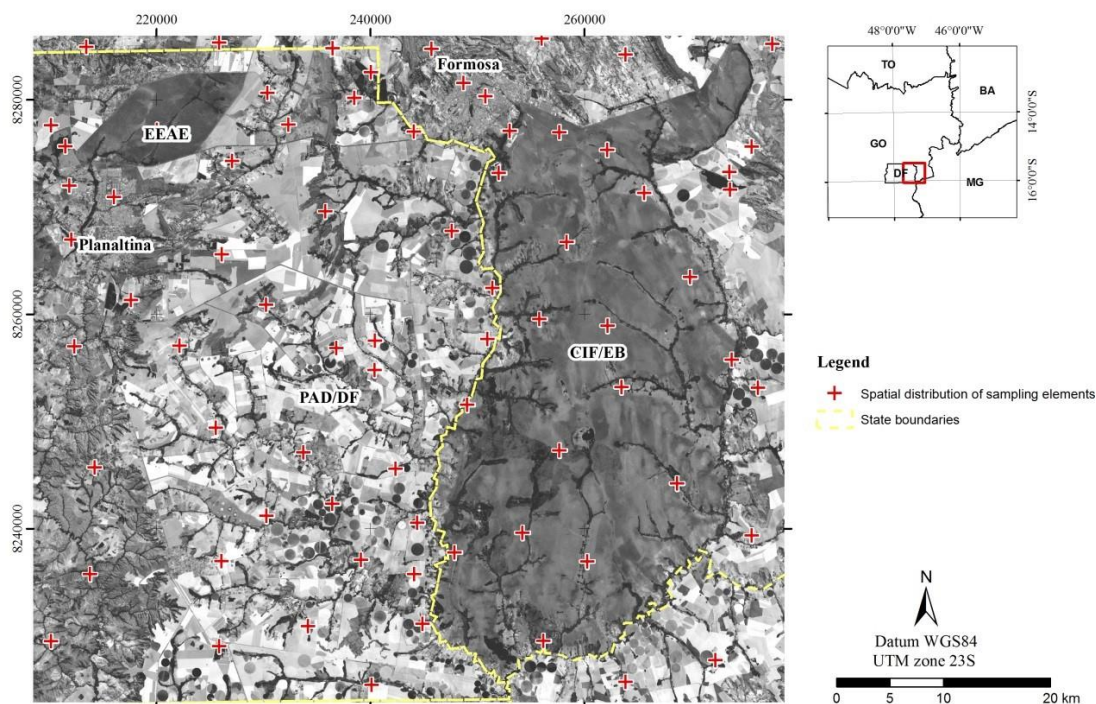 220000
240000
260000
8280000
8260000
8240000
Formosa
EEAE
Planaltina
PAD/DF
CIF/EB
48°0'0"W
46°0'0"W
TO
BA
14°0'0"S
GO
DF
MG
16°0'0"S
Legend
Spatial distribution of sampling elements
State boundaries
N
Datum WGS84
UTM zone 23S
0 5 10 20 km